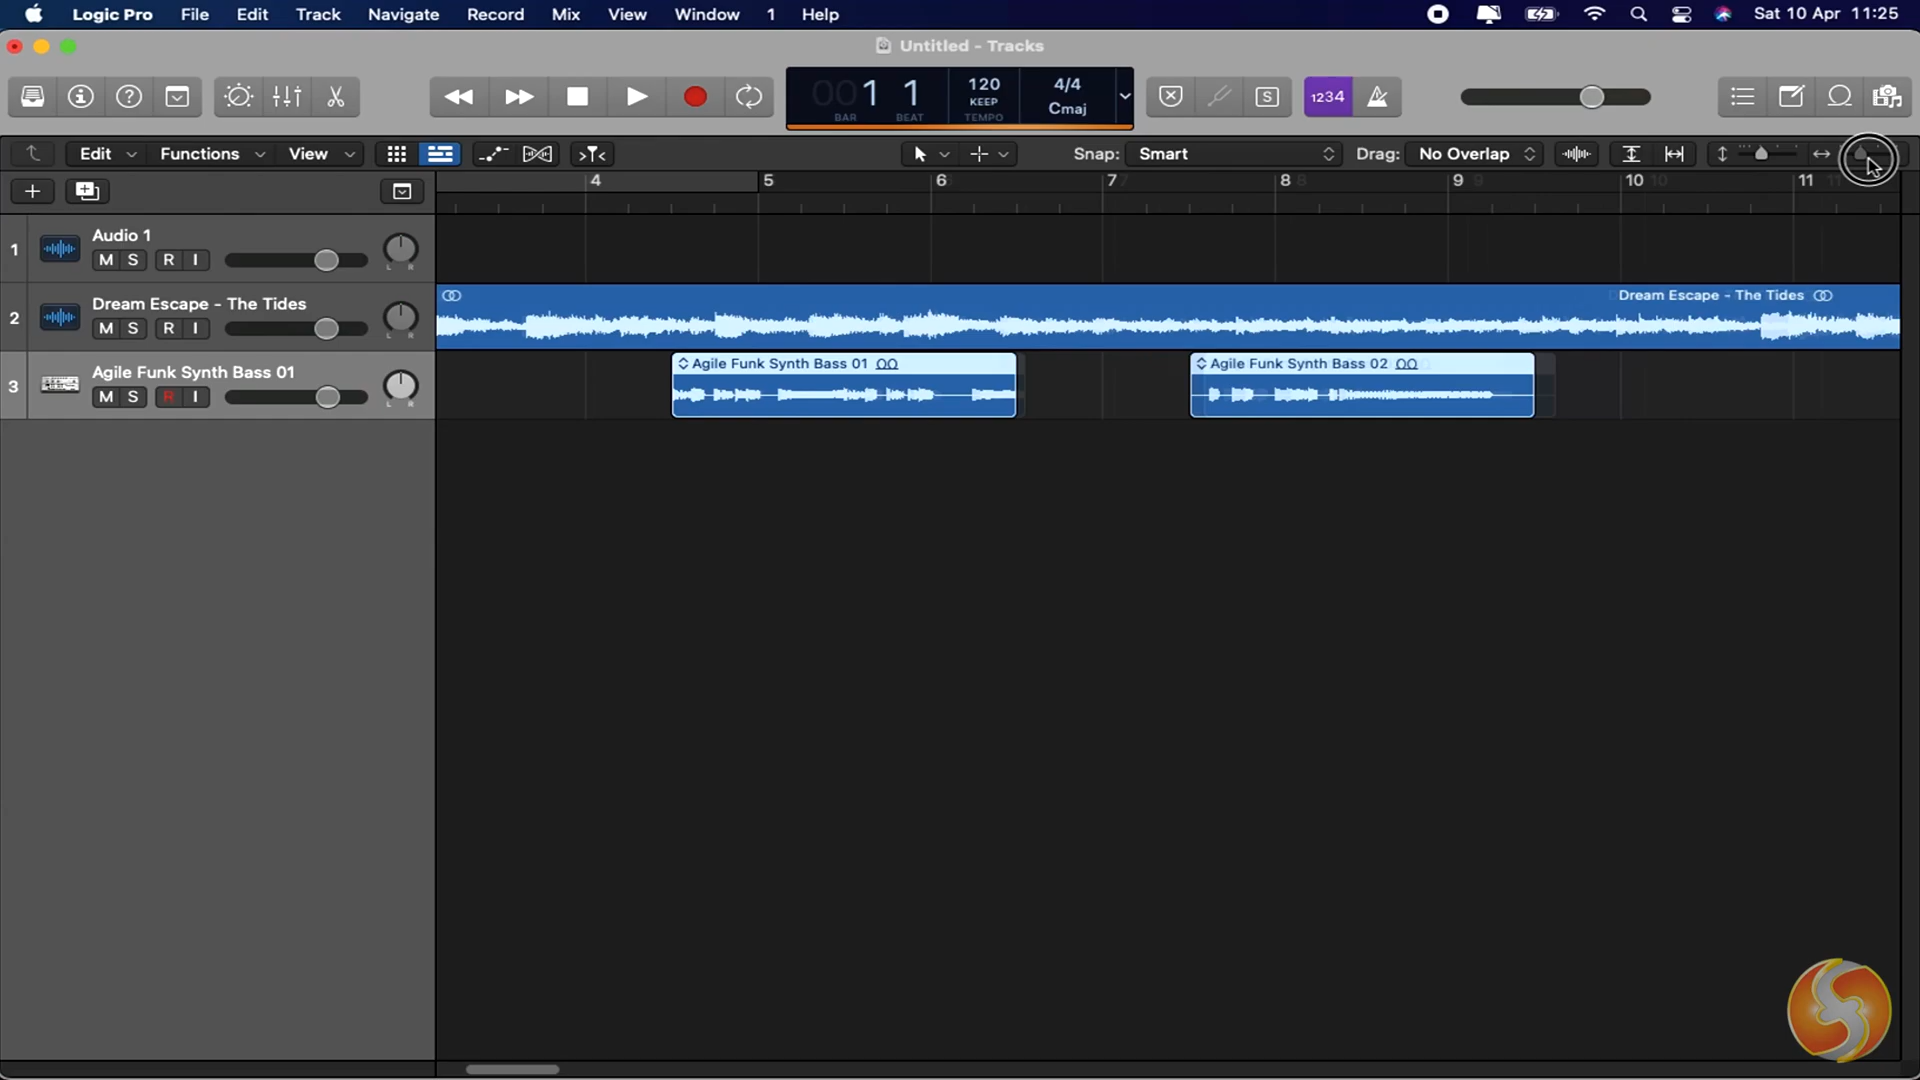 Logic Pro File Edit Track Navigate Record Mix View Window 1 Help Sat 10 Apr 11:25
Untitled - Tracks
001 1 120 4/4 1234
KEEP Cmaj
BAR BEAT TEMPO
Edit Functions View Snap: Smart Drag: No Overlap
4 5 6 7 8 9 10 11
1 Audio 1
M S R I
L R
2 Dream Escape - The Tides
M S R I
L R
Dream Escape - The Tides
3 Agile Funk Synth Bass 01
M S R I
L R
Agile Funk Synth Bass 01 Agile Funk Synth Bass 02